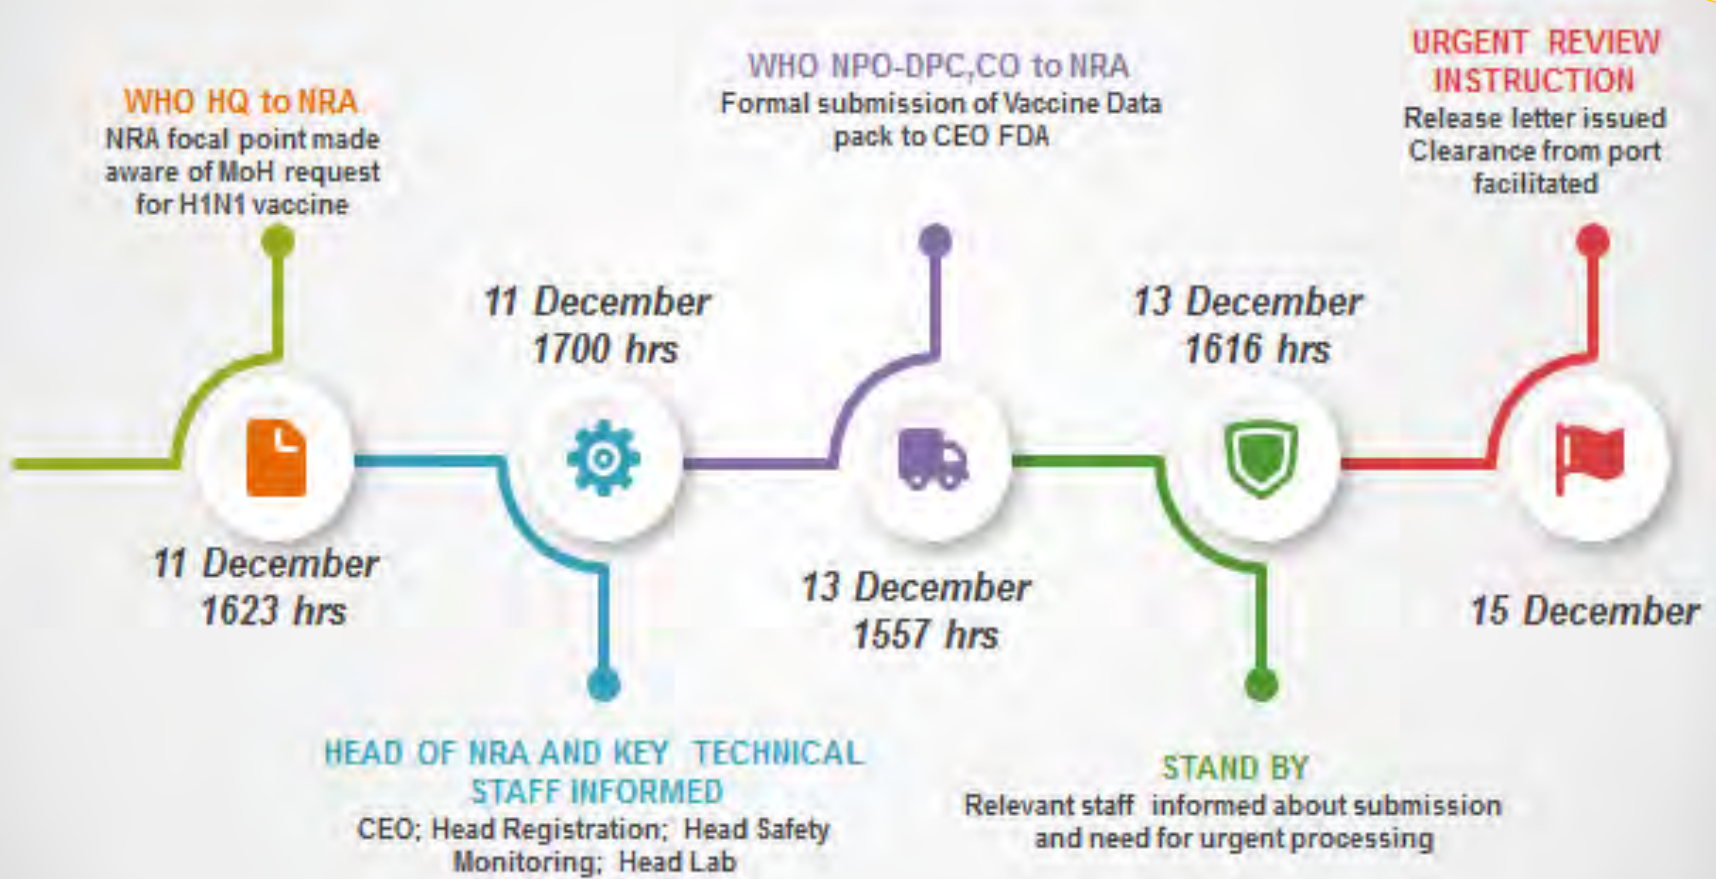 WHO HQ to NRA
NRA focal point made
aware of MoH request
for H1N1 vaccine
11 December
1623 hrs
11 December
1700 hrs
HEAD OF NRA AND KEY TECHNICAL
STAFF INFORMED
CEO; Head Registration; Head Safety
Monitoring; Head Lab
WHO NPO-DPC,CO to NRA
Formal submission of Vaccine Data
pack to CEO FDA
13 December
1557 hrs
13 December
1616 hrs
STAND BY
Relevant staff informed about submission
and need for urgent processing
URGENT REVIEW
INSTRUCTION
Release letter issued
Clearance from port
facilitated
15 December